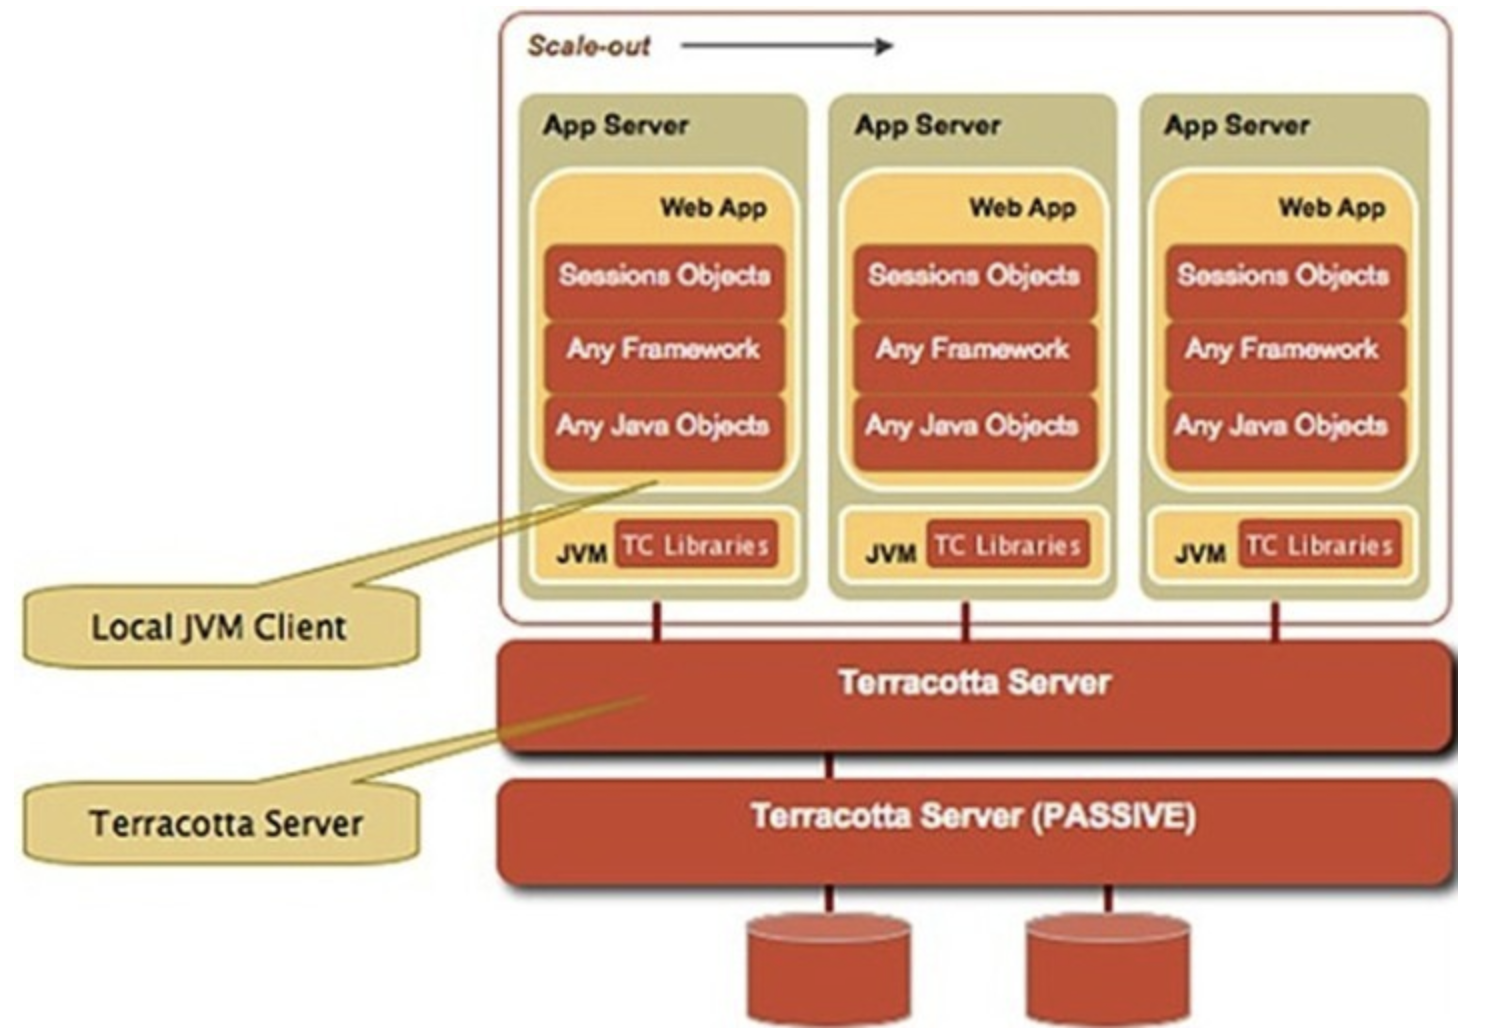 Scale-out
App Server
App Server
App Server
Web App
Web App
Web App
Sessions Objects
Sessions Objects
Sessions Objects
Any Framework
Any Framework
Any Framework
Any Java Objects
Any Java Objects
Any Java Objects
JVM TC Libraries
JVM TC Libraries
JVM TC Libraries
Local JVM Client
Terracotta Server
Terracotta Server
Terracotta Server (PASSIVE)